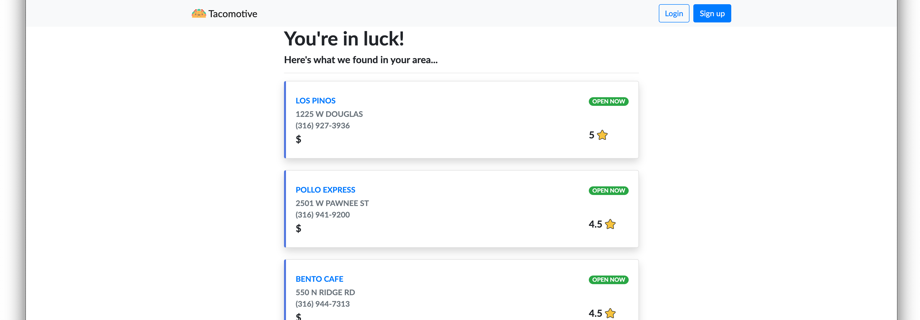 Tacomotive
Login
Sign up
You're in luck!
Here's what we found in your area...
LOS PINOS
OPEN NOW
1225 W DOUGLAS
(316) 927-3936
5
$
POLLO EXPRESS
OPEN NOW
2501 W PAWNEE ST
(316) 941-9200
4.5
$
BENTO CAFE
OPEN NOW
550 N RIDGE RD
(316) 944-7313
4.5
$